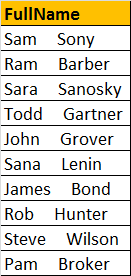 FullName
Sam    Sony
Ram    Barber
Sara    Sanosky
Todd    Gartner
John    Grover
Sana    Lenin
James    Bond
Rob    Hunter
Steve    Wilson
Pam    Broker